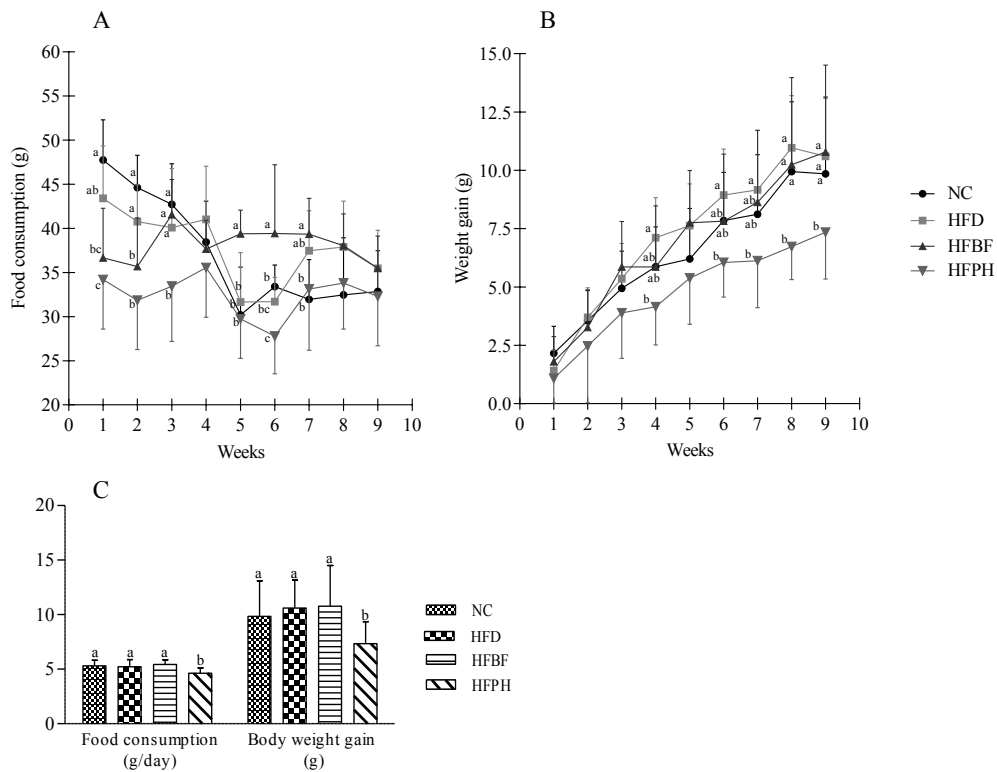 A
Food consumption (g)
60
55
50
45
40
35
30
25
20
0
1
2
3
4
5
6
7
8
9
10
Weeks
a
ab
bc
c
a
a
b
b
a
a
a
b
a
b
b
b
a
b
bc
c
a
ab
b
b
B
Weight gain (g)
15.0
12.5
10.0
7.5
5.0
2.5
0.0
0
1
2
3
4
5
6
7
8
9
10
Weeks
a
ab
ab
b
a
ab
ab
b
a
ab
ab
b
a
a
a
b
a
a
a
b
NC
HFD
HFBF
HFPH
C
20
15
10
5
0
a
a
a
b
a
a
a
b
Food consumption
(g/day)
Body weight gain
(g)
NC
HFD
HFBF
HFPH